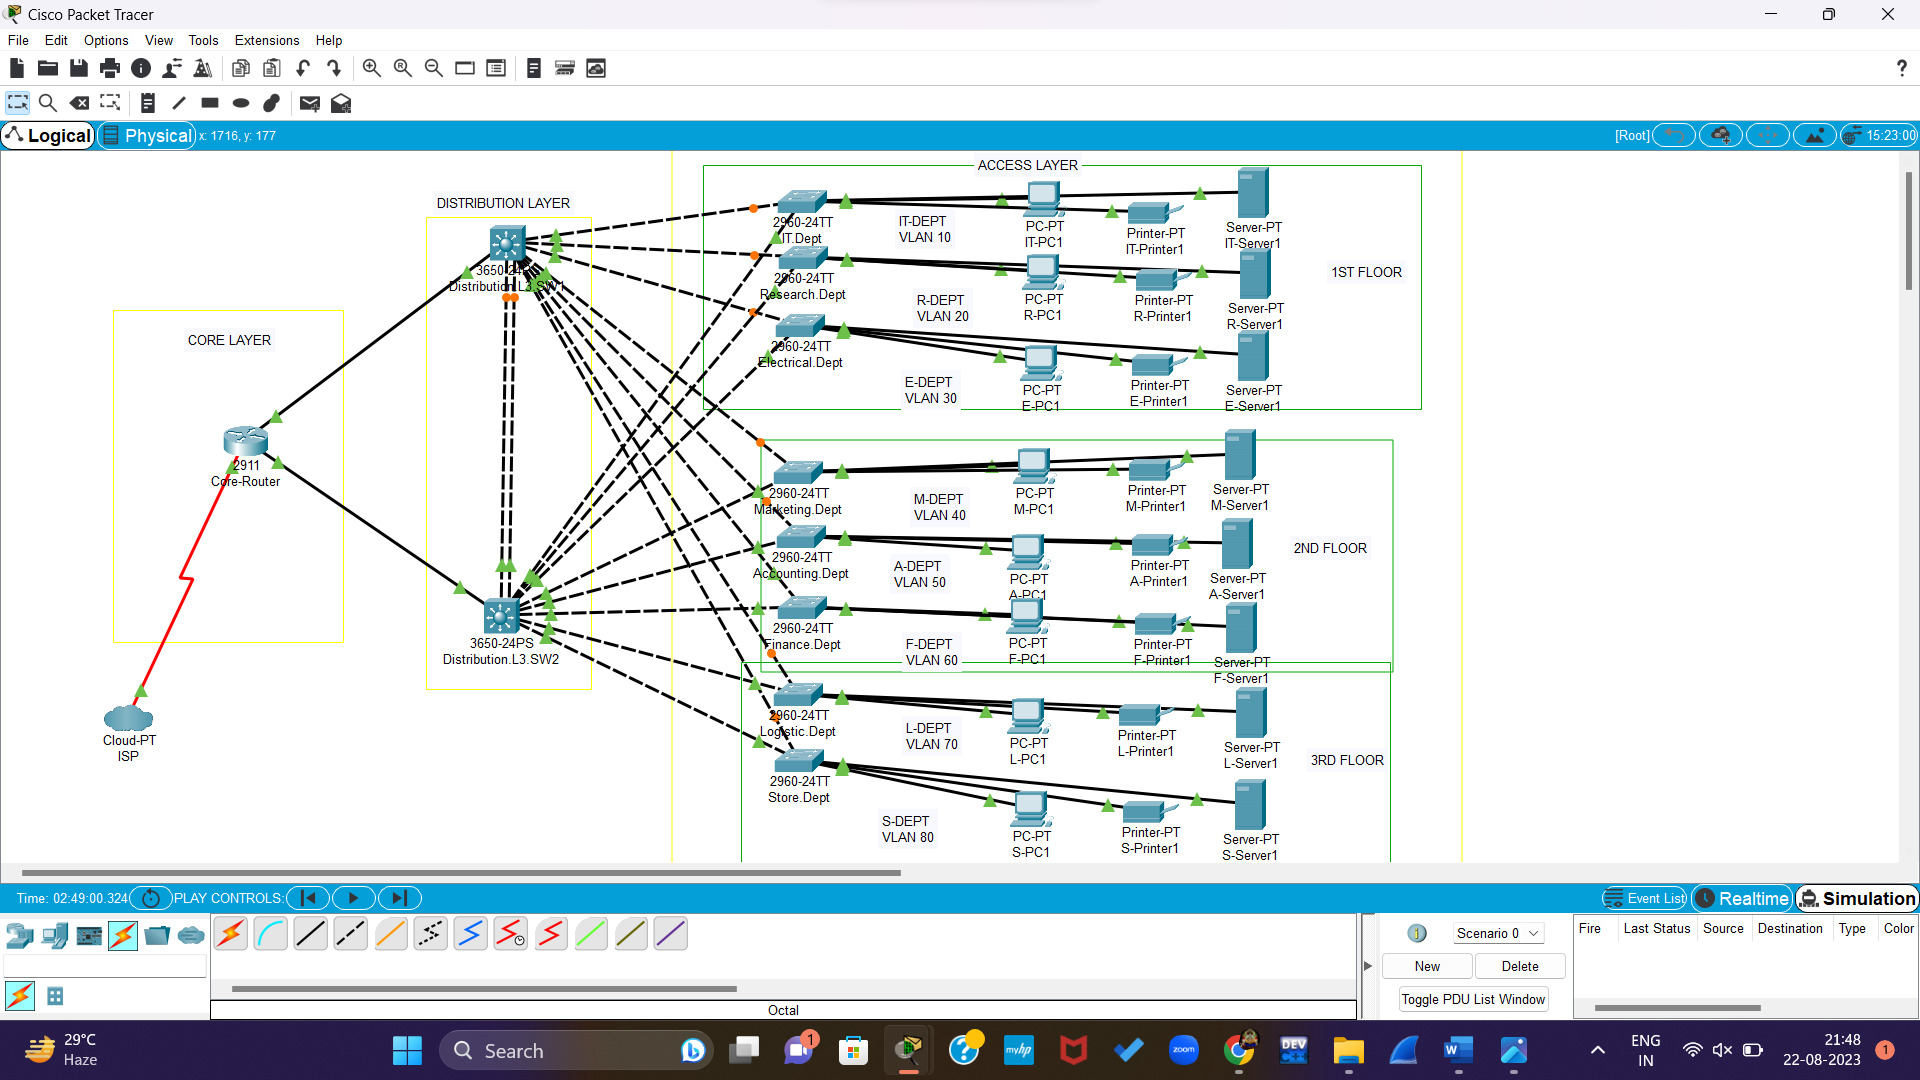 Cisco Packet Tracer
File Edit Options View Tools Extensions Help
Logical Physical x: 1716, y: 177 [Root] 15:23:00
ACCESS LAYER
DISTRIBUTION LAYER
CORE LAYER
3650-24PS
Distribution.L3.SW1
2911
Core-Router
3650-24PS
Distribution.L3.SW2
Cloud-PT
ISP
2960-24TT
IT.Dept
IT-DEPT
VLAN 10
PC-PT
IT-PC1
Printer-PT
IT-Printer1
Server-PT
IT-Server1
2960-24TT
Research.Dept
R-DEPT
VLAN 20
PC-PT
R-PC1
Printer-PT
R-Printer1
Server-PT
R-Server1
1ST FLOOR
2960-24TT
Electrical.Dept
E-DEPT
VLAN 30
PC-PT
E-PC1
Printer-PT
E-Printer1
Server-PT
E-Server1
2960-24TT
Marketing.Dept
M-DEPT
VLAN 40
PC-PT
M-PC1
Printer-PT
M-Printer1
Server-PT
M-Server1
2960-24TT
Accounting.Dept
A-DEPT
VLAN 50
PC-PT
A-PC1
Printer-PT
A-Printer1
Server-PT
A-Server1
2ND FLOOR
2960-24TT
Finance.Dept
F-DEPT
VLAN 60
PC-PT
F-PC1
Printer-PT
F-Printer1
Server-PT
F-Server1
2960-24TT
Logistic.Dept
L-DEPT
VLAN 70
PC-PT
L-PC1
Printer-PT
L-Printer1
Server-PT
L-Server1
3RD FLOOR
2960-24TT
Store.Dept
S-DEPT
VLAN 80
PC-PT
S-PC1
Printer-PT
S-Printer1
Server-PT
S-Server1
Time: 02:49:00.324 PLAY CONTROLS: Event List Realtime Simulation
Scenario 0
New Delete
Toggle PDU List Window
Fire Last Status Source Destination Type Color
Octal
29°C
Haze
Search
1
myhp
zoom
DEV
C++
ENG
IN
21:48
22-08-2023
1